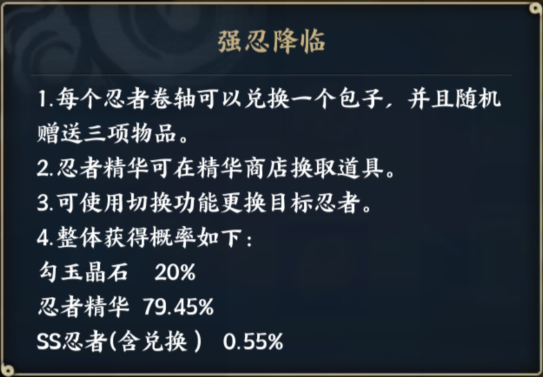 强忍降临
1.每个忍者卷轴可以兑换一个包子，并且随机
赠送三项物品。
2.忍者精华可在精华商店换取道具。
3.可使用切换功能更换目标忍者。
4.整体获得概率如下：
勾玉晶石 20%
忍者精华 79.45%
SS忍者(含兑换) 0.55%